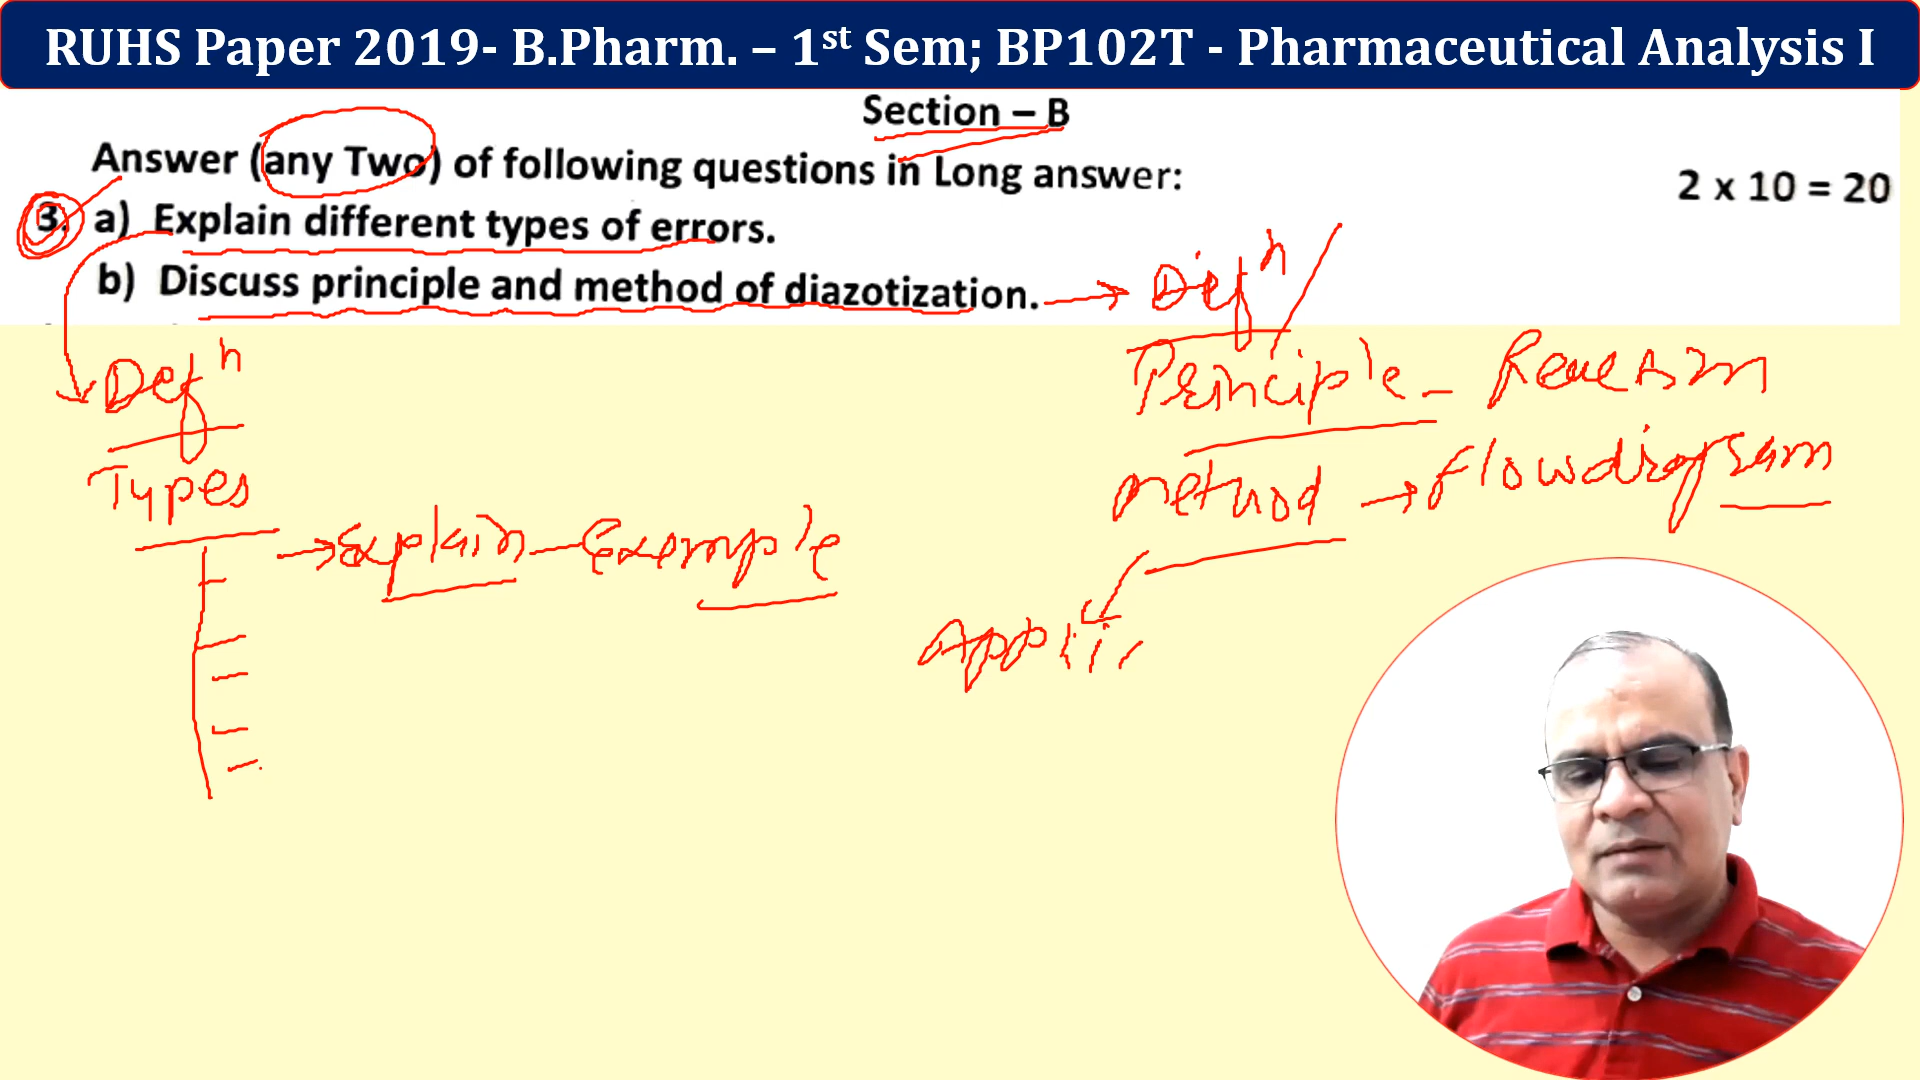 RUHS Paper 2019- B.Pharm. – 1st Sem; BP102T - Pharmaceutical Analysis I
Section – B
Answer (any Two) of following questions in Long answer:
2 x 10 = 20
3. a) Explain different types of errors.
b) Discuss principle and method of diazotization.
→ Defn
Principle –
method → Flowdiagram
Defn
Types
→ Explain – Example